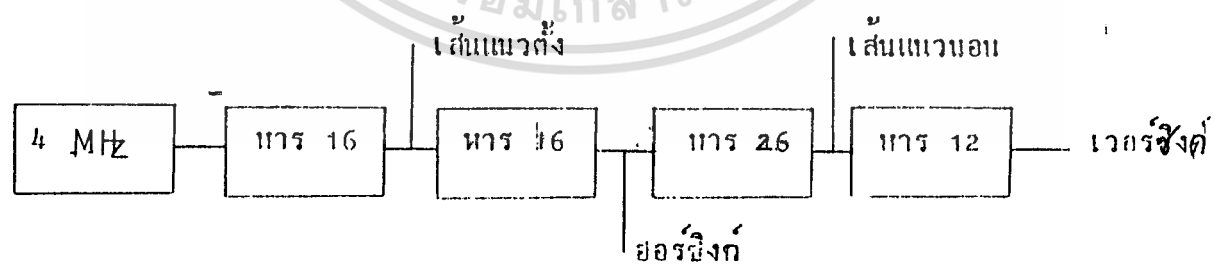 เส้นแนวตั้ง
เส้นแนวนอน
4 MHz
หาร 16
หาร 16
หาร 26
หาร 12
เวอร์ซิงค์
ฮอร์ซิงก์